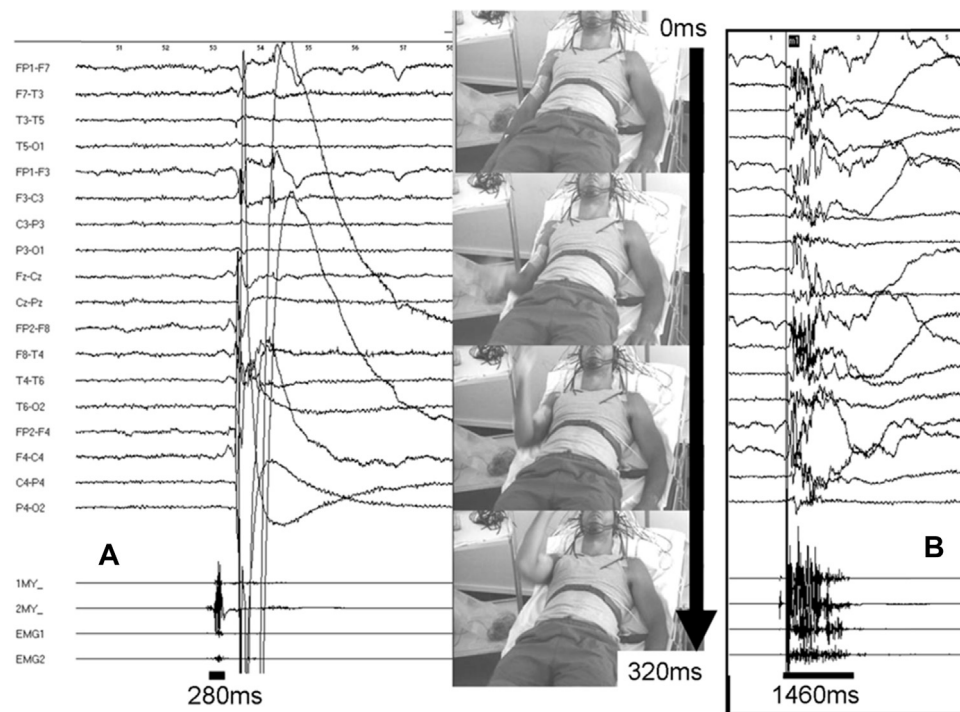 51 52 53 54 55 56 57 58
FP1-F7
F7-T3
T3-T5
T5-O1
FP1-F3
F3-C3
C3-P3
P3-O1
Fz-Cz
Cz-Pz
FP2-F8
F8-T4
T4-T6
T6-O2
FP2-F4
F4-C4
C4-P4
P4-O2
A
1MY_
2MY_
EMG1
EMG2
280ms
0ms
320ms
1 2 3 4 5
B
1460ms